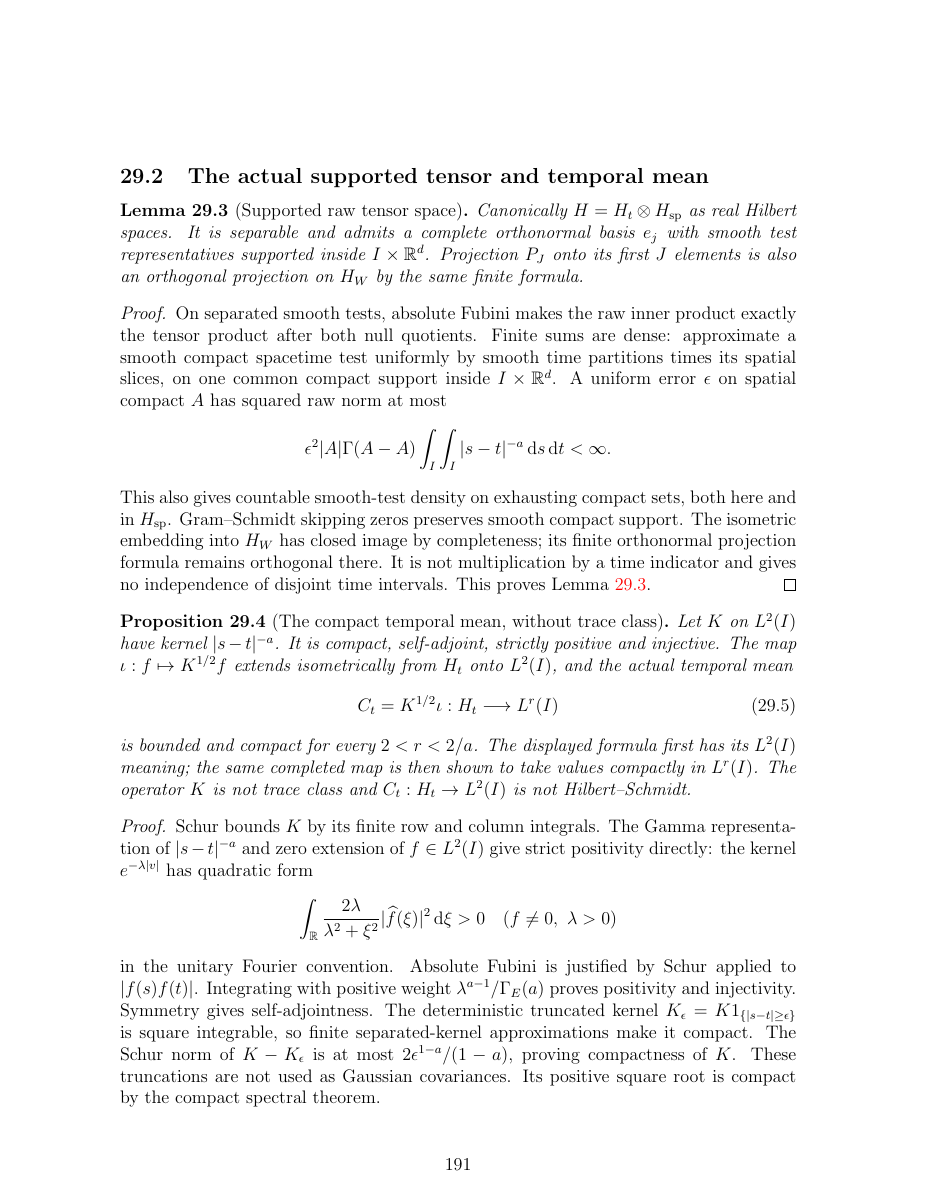 29.2 The actual supported tensor and temporal mean
Lemma 29.3 (Supported raw tensor space). Canonically H = H_t ⊗ H_sp as real Hilbert
spaces. It is separable and admits a complete orthonormal basis e_j with smooth test
representatives supported inside I × ℝ^d. Projection P_J onto its first J elements is also
an orthogonal projection on H_W by the same finite formula.
Proof. On separated smooth tests, absolute Fubini makes the raw inner product exactly
the tensor product after both null quotients. Finite sums are dense: approximate a
smooth compact spacetime test uniformly by smooth time partitions times its spatial
slices, on one common compact support inside I × ℝ^d. A uniform error ϵ on spatial
compact A has squared raw norm at most
ϵ^2|A|Γ(A − A) ∫_I ∫_I |s − t|^{−a} ds dt < ∞.
This also gives countable smooth-test density on exhausting compact sets, both here and
in H_sp. Gram–Schmidt skipping zeros preserves smooth compact support. The isometric
embedding into H_W has closed image by completeness; its finite orthonormal projection
formula remains orthogonal there. It is not multiplication by a time indicator and gives
no independence of disjoint time intervals. This proves Lemma 29.3. □
Proposition 29.4 (The compact temporal mean, without trace class). Let K on L^2(I)
have kernel |s − t|^{−a}. It is compact, self-adjoint, strictly positive and injective. The map
ι : f ↦ K^{1/2}f extends isometrically from H_t onto L^2(I), and the actual temporal mean
C_t = K^{1/2}ι : H_t ⟶ L^r(I) (29.5)
is bounded and compact for every 2 < r < 2/a. The displayed formula first has its L^2(I)
meaning; the same completed map is then shown to take values compactly in L^r(I). The
operator K is not trace class and C_t : H_t → L^2(I) is not Hilbert–Schmidt.
Proof. Schur bounds K by its finite row and column integrals. The Gamma representa-
tion of |s − t|^{−a} and zero extension of f ∈ L^2(I) give strict positivity directly: the kernel
e^{−λ|v|} has quadratic form
∫_ℝ 2λ/(λ^2 + ξ^2) |f̂(ξ)|^2 dξ > 0 (f ≠ 0, λ > 0)
in the unitary Fourier convention. Absolute Fubini is justified by Schur applied to
|f(s)f(t)|. Integrating with positive weight λ^{a−1}/Γ_E(a) proves positivity and injectivity.
Symmetry gives self-adjointness. The deterministic truncated kernel K_ϵ = K1_{{|s−t|≥ϵ}}
is square integrable, so finite separated-kernel approximations make it compact. The
Schur norm of K − K_ϵ is at most 2ϵ^{1−a}/(1 − a), proving compactness of K. These
truncations are not used as Gaussian covariances. Its positive square root is compact
by the compact spectral theorem.
191